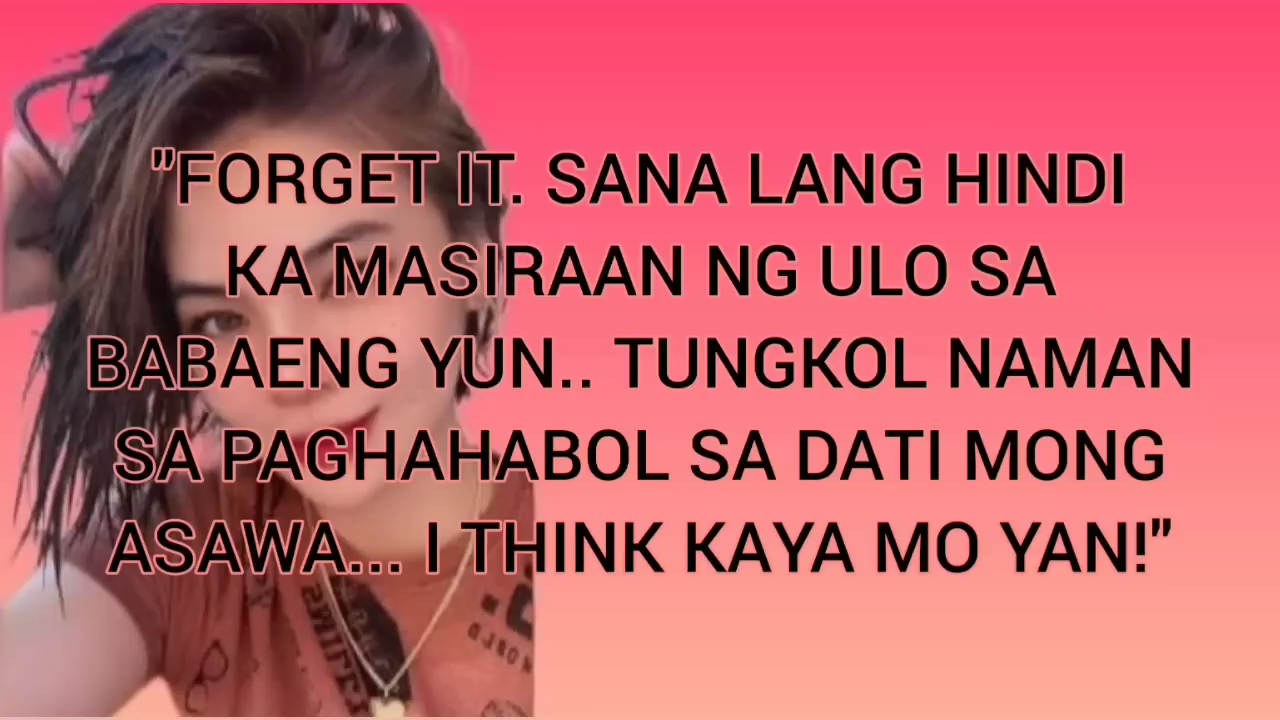 "FORGET IT. SANA LANG HINDI
KA MASIRAAN NG ULO SA
BABAENG YUN.. TUNGKOL NAMAN
SA PAGHAHABOL SA DATI MONG
ASAWA... I THINK KAYA MO YAN!"